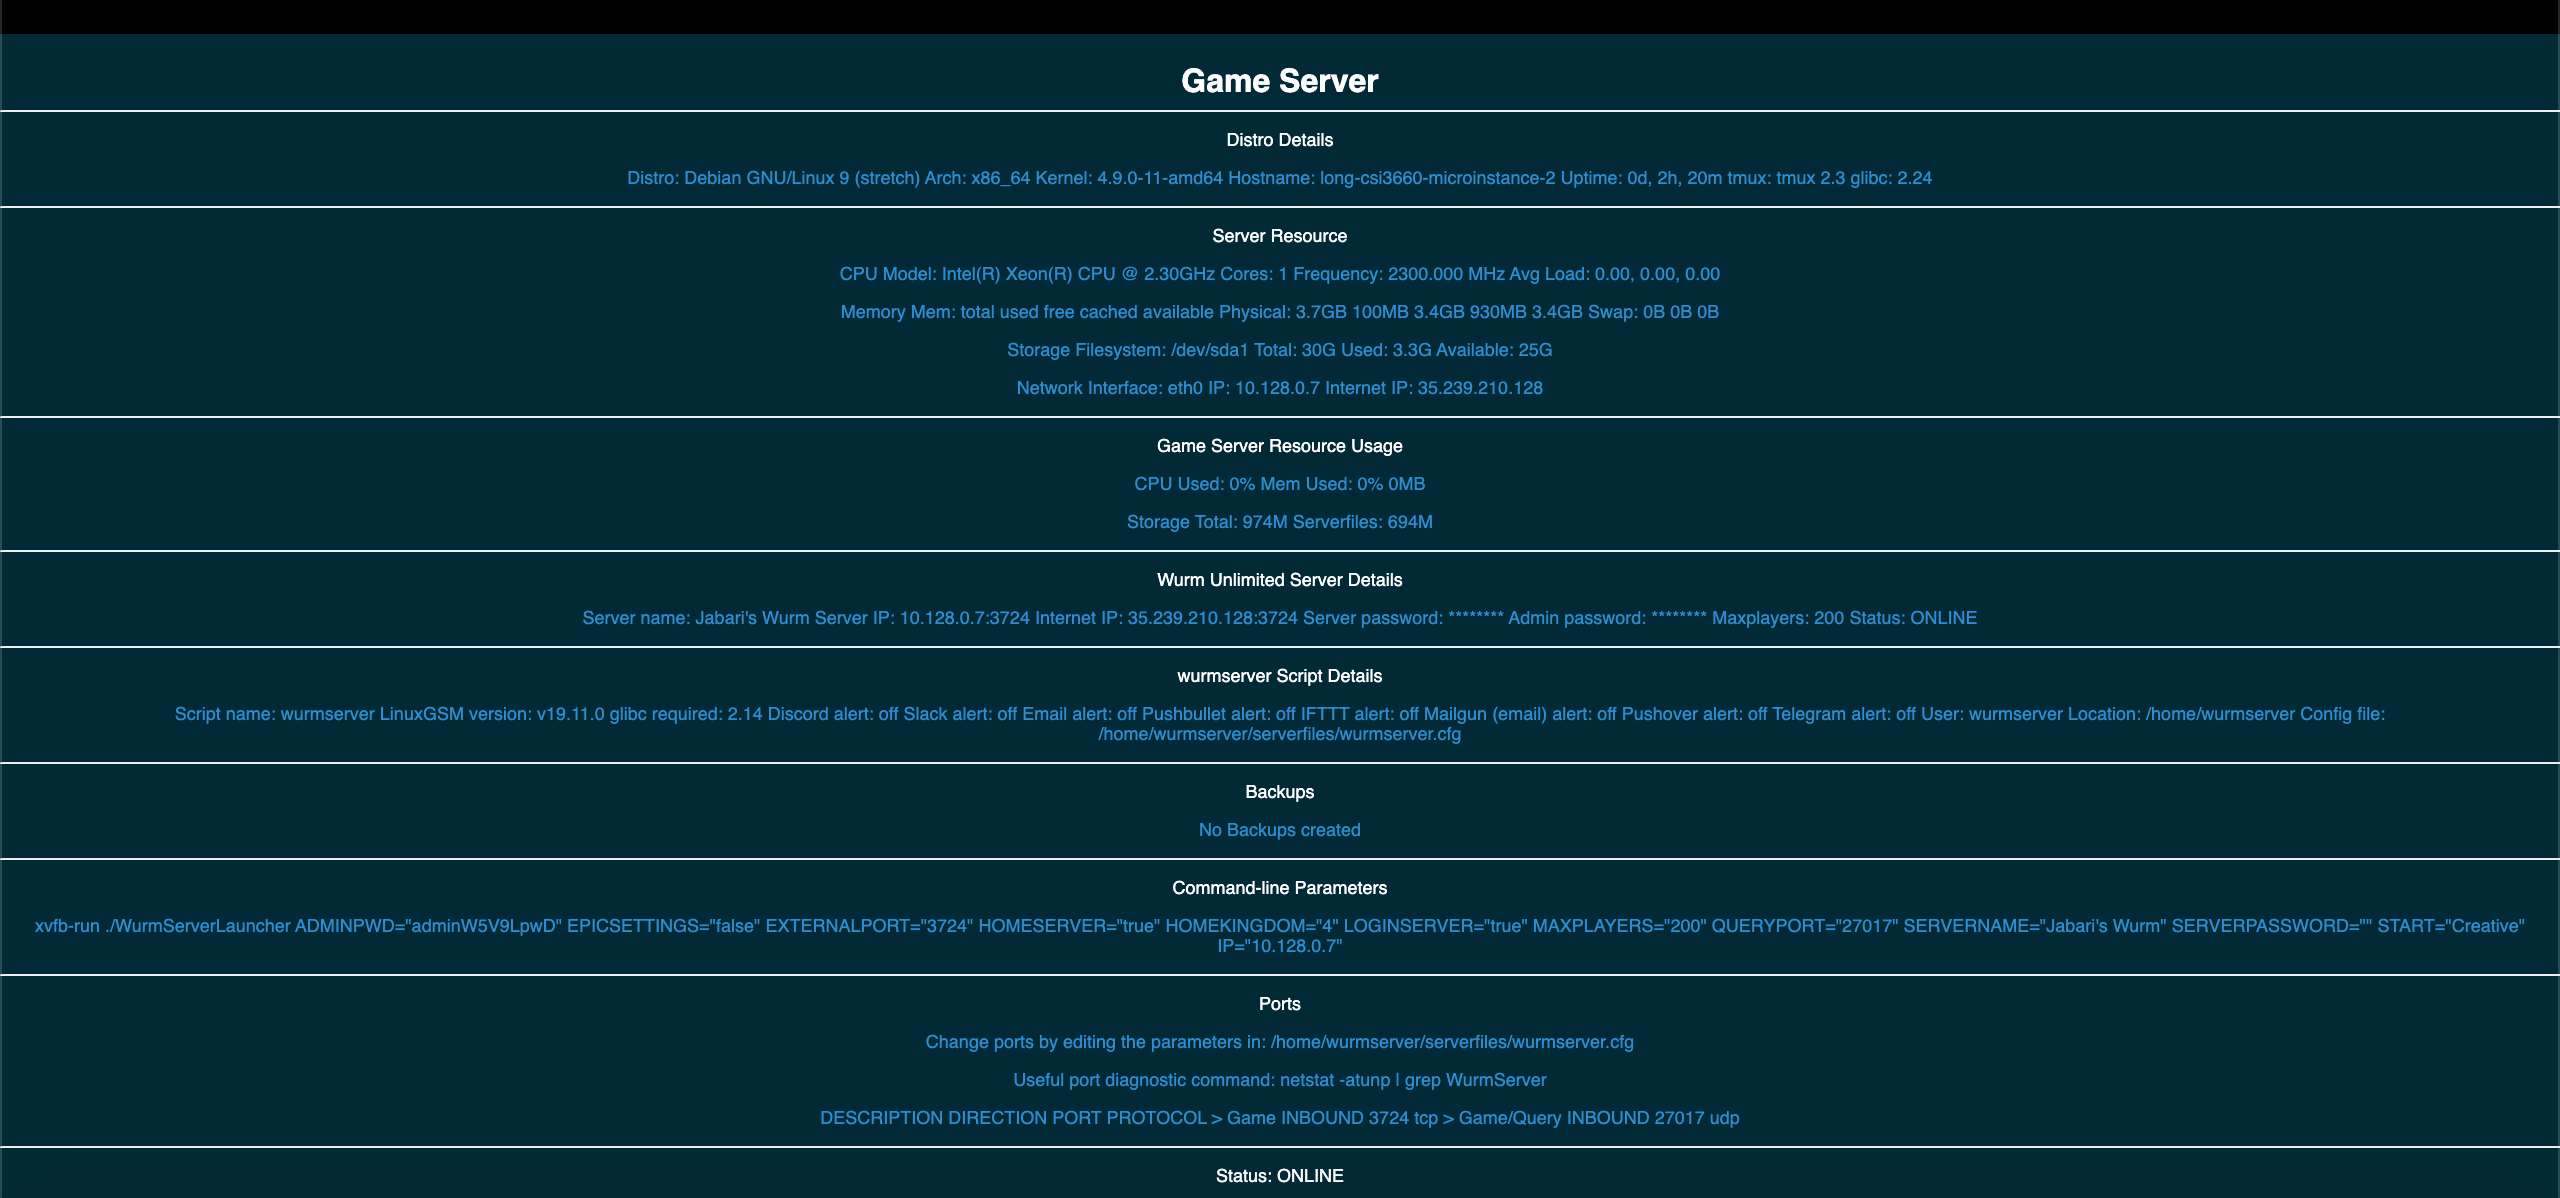 Game Server
Distro Details
Distro: Debian GNU/Linux 9 (stretch) Arch: x86_64 Kernel: 4.9.0-11-amd64 Hostname: long-csi3660-microinstance-2 Uptime: 0d, 2h, 20m tmux: tmux 2.3 glibc: 2.24
Server Resource
CPU Model: Intel(R) Xeon(R) CPU @ 2.30GHz Cores: 1 Frequency: 2300.000 MHz Avg Load: 0.00, 0.00, 0.00
Memory Mem: total used free cached available Physical: 3.7GB 100MB 3.4GB 930MB 3.4GB Swap: 0B 0B 0B
Storage Filesystem: /dev/sda1 Total: 30G Used: 3.3G Available: 25G
Network Interface: eth0 IP: 10.128.0.7 Internet IP: 35.239.210.128
Game Server Resource Usage
CPU Used: 0% Mem Used: 0% 0MB
Storage Total: 974M Serverfiles: 694M
Wurm Unlimited Server Details
Server name: Jabari's Wurm Server IP: 10.128.0.7:3724 Internet IP: 35.239.210.128:3724 Server password: ******** Admin password: ******** Maxplayers: 200 Status: ONLINE
wurmserver Script Details
Script name: wurmserver LinuxGSM version: v19.11.0 glibc required: 2.14 Discord alert: off Slack alert: off Email alert: off Pushbullet alert: off IFTTT alert: off Mailgun (email) alert: off Pushover alert: off Telegram alert: off User: wurmserver Location: /home/wurmserver Config file:
/home/wurmserver/serverfiles/wurmserver.cfg
Backups
No Backups created
Command-line Parameters
xvfb-run ./WurmServerLauncher ADMINPWD="adminW5V9LpwD" EPICSETTINGS="false" EXTERNALPORT="3724" HOMESERVER="true" HOMEKINGDOM="4" LOGINSERVER="true" MAXPLAYERS="200" QUERYPORT="27017" SERVERNAME="Jabari's Wurm" SERVERPASSWORD="" START="Creative"
IP="10.128.0.7"
Ports
Change ports by editing the parameters in: /home/wurmserver/serverfiles/wurmserver.cfg
Useful port diagnostic command: netstat -atunp | grep WurmServer
DESCRIPTION DIRECTION PORT PROTOCOL > Game INBOUND 3724 tcp > Game/Query INBOUND 27017 udp
Status: ONLINE